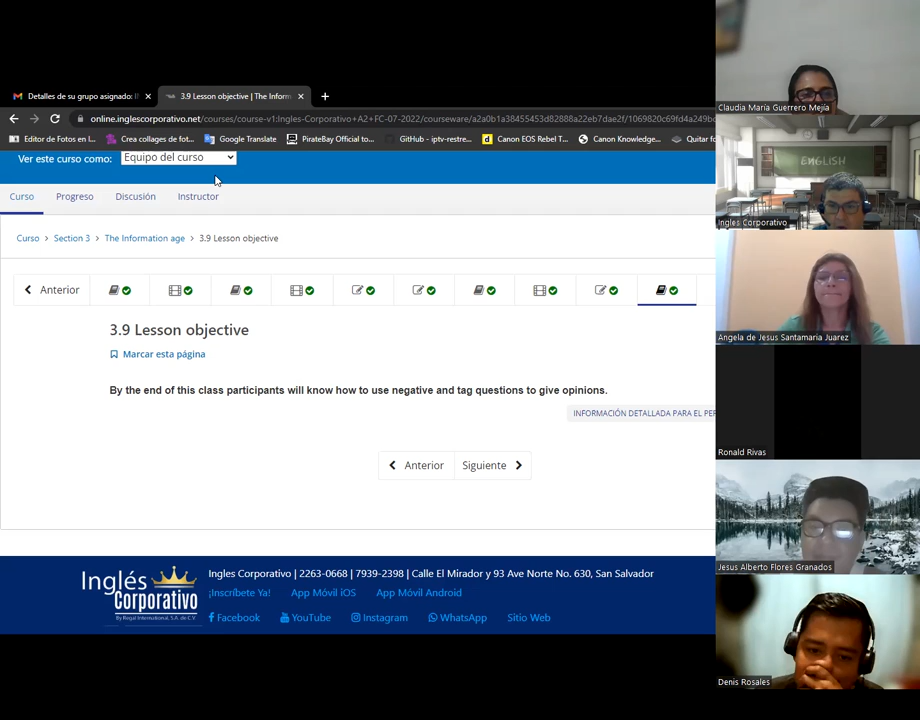 Detalles de su grupo asignado: I
3.9 Lesson objective | The Inform
online.inglescorporativo.net/courses/course-v1:Ingles-Corporativo+A2+FC-07-2022/courseware/a2a0b1a38455453d82888a22eb7dae2f/1069820c69fd4a249bc
Editor de Fotos en l...
Crea collages de fot...
Google Translate
PirateBay Official to...
GitHub - iptv-restre...
Canon EOS Rebel T...
Canon Knowledge...
Quitar fo
Ver este curso como:
Equipo del curso
Curso
Progreso
Discusión
Instructor
Curso > Section 3 > The Information age > 3.9 Lesson objective
Anterior
3.9 Lesson objective
Marcar esta página
By the end of this class participants will know how to use negative and tag questions to give opinions.
INFORMACIÓN DETALLADA PARA EL PER
Anterior
Siguiente
Inglés
Corporativo
By Regal International, S.A. de C.V.
Ingles Corporativo | 2263-0668 | 7939-2398 | Calle El Mirador y 93 Ave Norte No. 630, San Salvador
¡Inscríbete Ya!
App Móvil iOS
App Móvil Android
Facebook
YouTube
Instagram
WhatsApp
Sitio Web
Claudia María Guerrero Mejía
ENGLISH
Ingles Corporativo
Angela de Jesus Santamaria Juarez
Ronald Rivas
Jesus Alberto Flores Granados
Denis Rosales